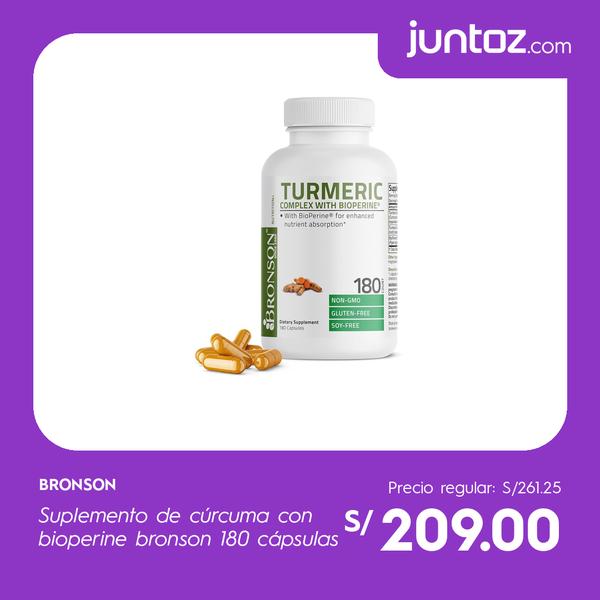 juntoz.com
TURMERIC
COMPLEX WITH BIOPERINE®
• With BioPerine® for enhanced
nutrient absorption*
BRONSON
180
NON-GMO
GLUTEN-FREE
SOY-FREE
Dietary Supplement
180 Capsules
BRONSON
Suplemento de cúrcuma con
bioperine bronson 180 cápsulas
Precio regular: S/261.25
S/ 209.00